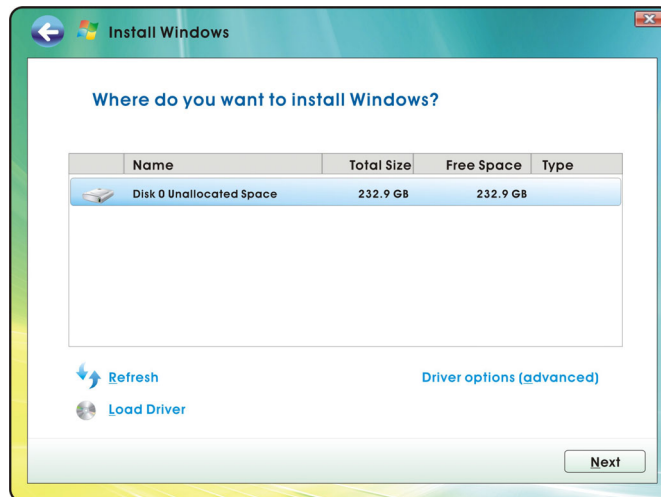 Install Windows
Where do you want to install Windows?
Name Total Size Free Space Type
Disk 0 Unallocated Space 232.9 GB 232.9 GB
Refresh Driver options (advanced)
Load Driver
Next